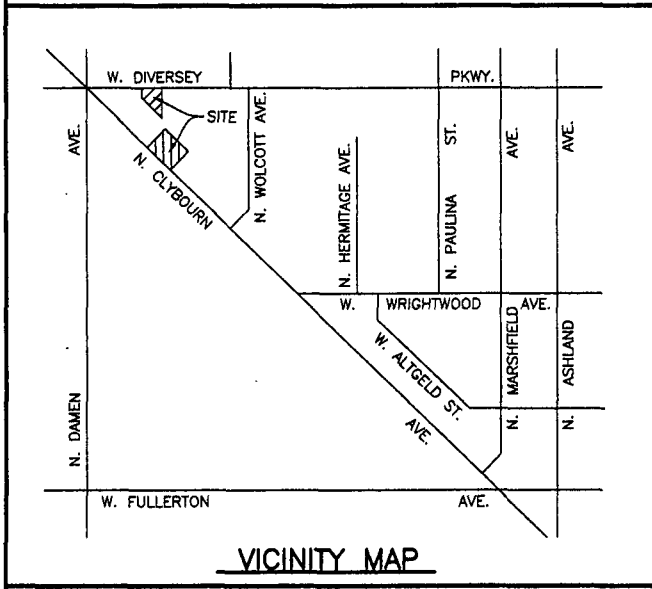 W. DIVERSEY PKWY.
SITE
N. DAMEN AVE.
N. CLYBOURN AVE.
N. WOLCOTT AVE.
N. HERMITAGE AVE.
N. PAULINA ST.
N. MARSHFIELD AVE.
N. ASHLAND AVE.
W. WRIGHTWOOD AVE.
W. ALTGELD ST.
W. FULLERTON AVE.
VICINITY MAP